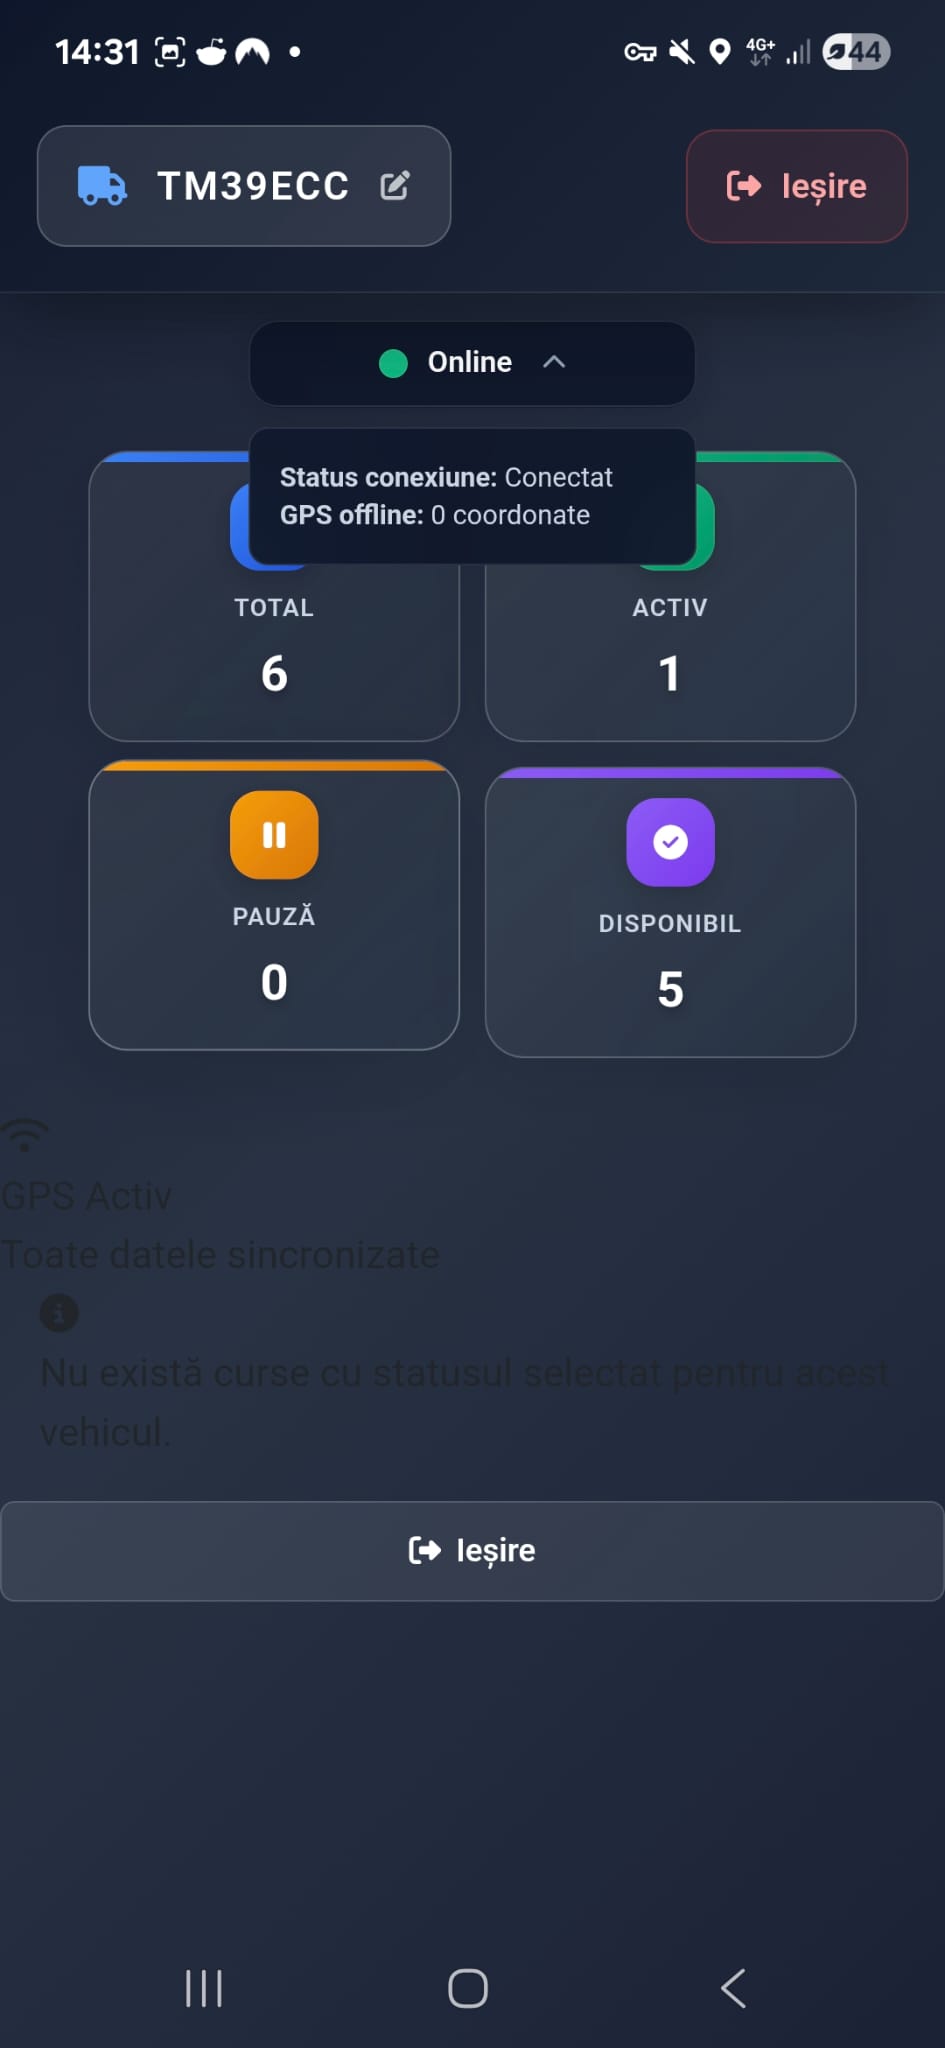 14:31
4G+
44
TM39ECC
Ieșire
Online
Status conexiune: Conectat
GPS offline: 0 coordonate
TOTAL
6
ACTIV
1
PAUZĂ
0
DISPONIBIL
5
GPS Activ
Toate datele sincronizate
Nu există curse cu statusul selectat pentru acest
vehicul.
Ieșire